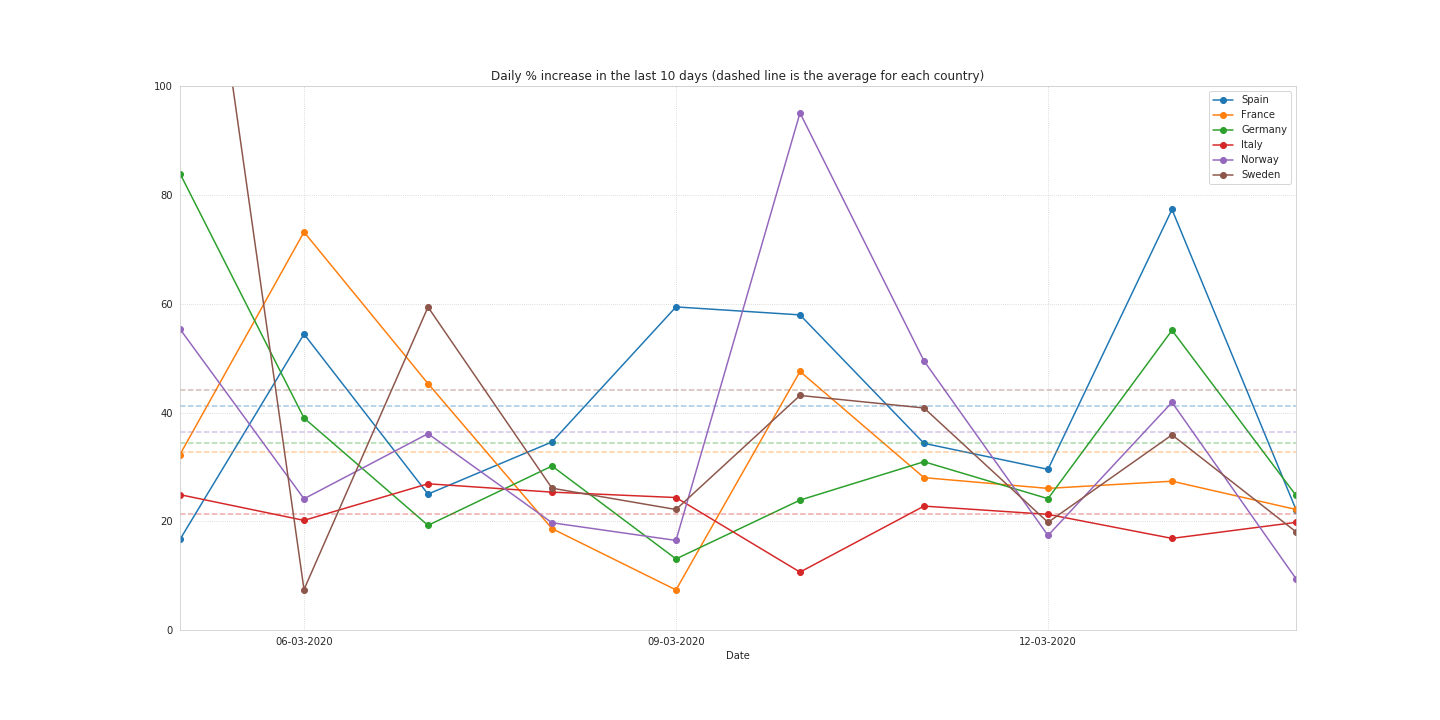 Daily % increase in the last 10 days (dashed line is the average for each country)
100
80
60
40
20
0
Spain
France
Germany
Italy
Norway
Sweden
06-03-2020
09-03-2020
12-03-2020
Date